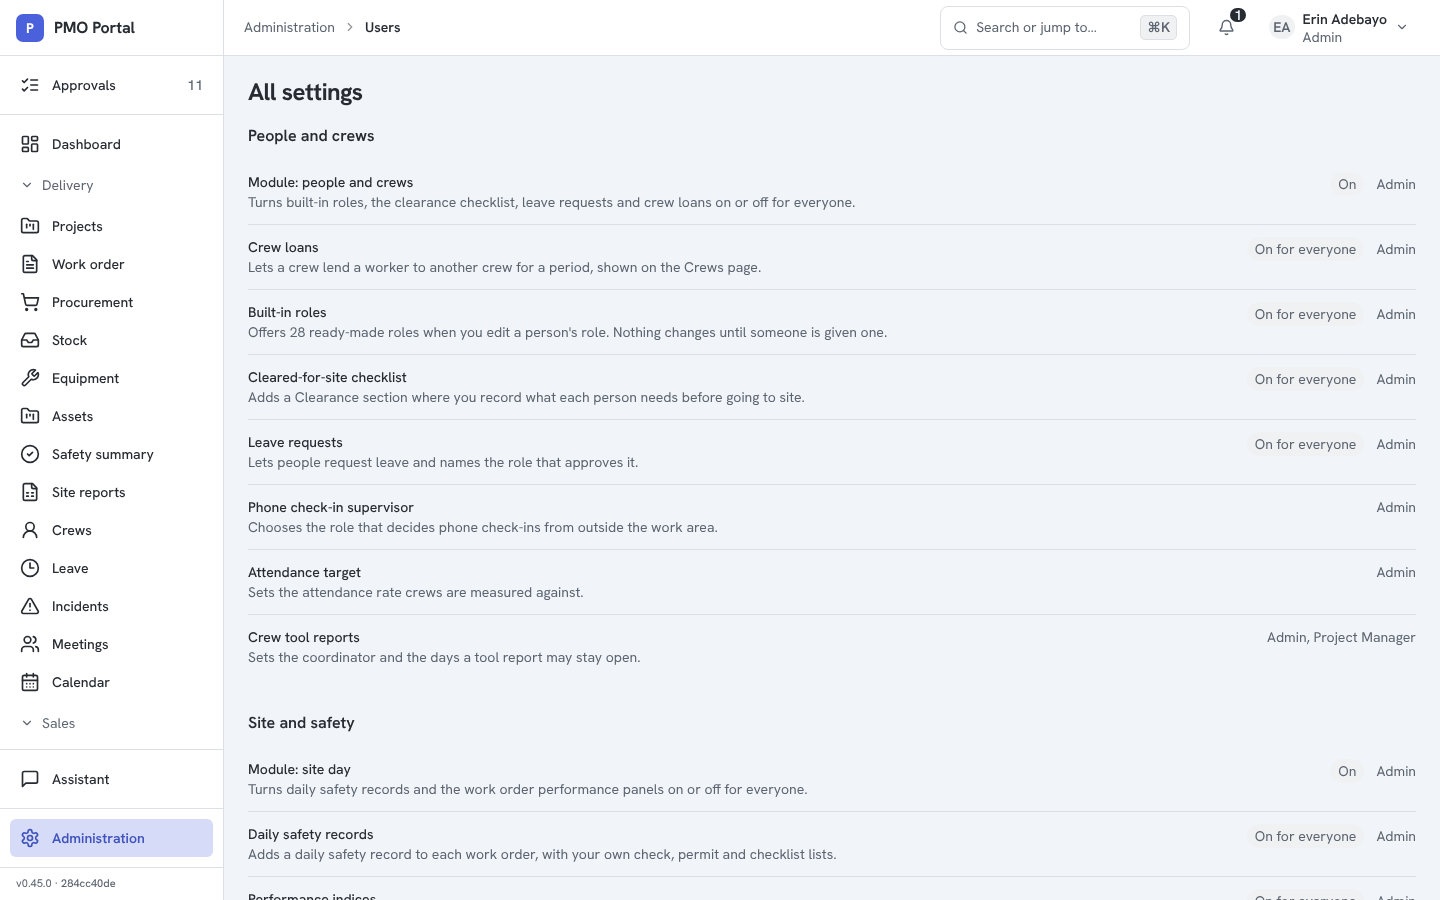 P PMO Portal
Administration > Users
Search or jump to... ⌘K
1
EA Erin Adebayo
Admin
Approvals 11
Dashboard
Delivery
Projects
Work order
Procurement
Stock
Equipment
Assets
Safety summary
Site reports
Crews
Leave
Incidents
Meetings
Calendar
Sales
Assistant
Administration
v0.45.0 · 284cc40de
All settings
People and crews
Module: people and crews On Admin
Turns built-in roles, the clearance checklist, leave requests and crew loans on or off for everyone.
Crew loans On for everyone Admin
Lets a crew lend a worker to another crew for a period, shown on the Crews page.
Built-in roles On for everyone Admin
Offers 28 ready-made roles when you edit a person's role. Nothing changes until someone is given one.
Cleared-for-site checklist On for everyone Admin
Adds a Clearance section where you record what each person needs before going to site.
Leave requests On for everyone Admin
Lets people request leave and names the role that approves it.
Phone check-in supervisor Admin
Chooses the role that decides phone check-ins from outside the work area.
Attendance target Admin
Sets the attendance rate crews are measured against.
Crew tool reports Admin, Project Manager
Sets the coordinator and the days a tool report may stay open.
Site and safety
Module: site day On Admin
Turns daily safety records and the work order performance panels on or off for everyone.
Daily safety records On for everyone Admin
Adds a daily safety record to each work order, with your own check, permit and checklist lists.
Performance indices On for everyone Admin